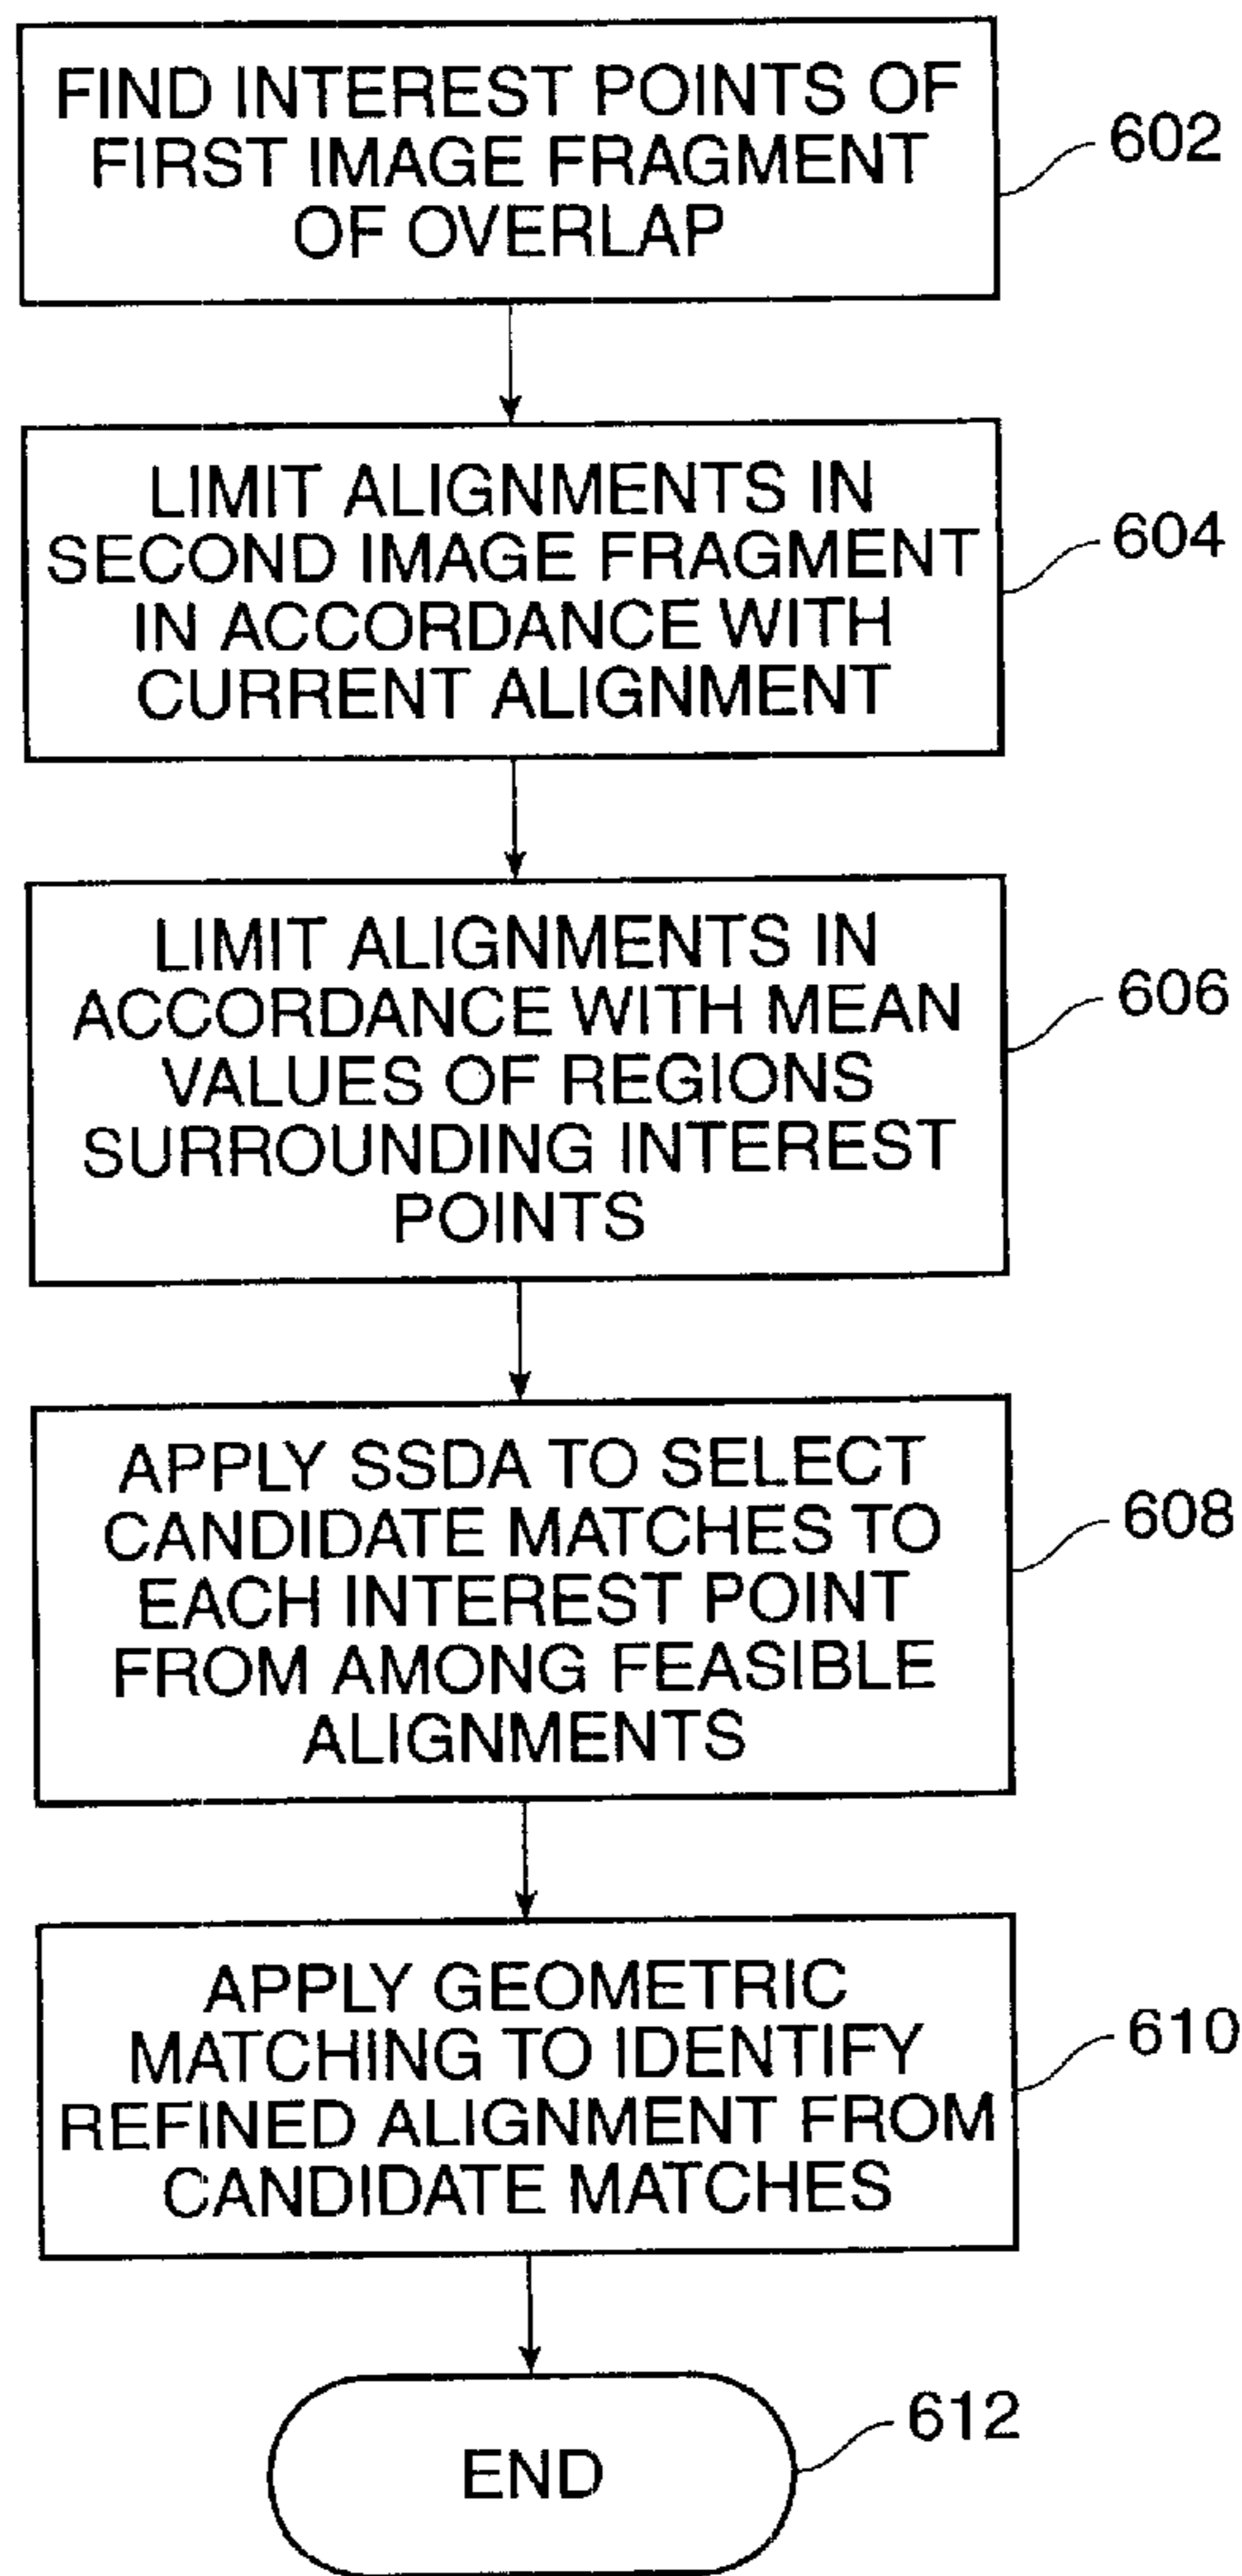 FIND INTEREST POINTS OF
FIRST IMAGE FRAGMENT
OF OVERLAP
602
LIMIT ALIGNMENTS IN
SECOND IMAGE FRAGMENT
IN ACCORDANCE WITH
CURRENT ALIGNMENT
604
LIMIT ALIGNMENTS IN
ACCORDANCE WITH MEAN
VALUES OF REGIONS
SURROUNDING INTEREST
POINTS
606
APPLY SSDA TO SELECT
CANDIDATE MATCHES TO
EACH INTEREST POINT
FROM AMONG FEASIBLE
ALIGNMENTS
608
APPLY GEOMETRIC
MATCHING TO IDENTIFY
REFINED ALIGNMENT FROM
CANDIDATE MATCHES
610
END
612